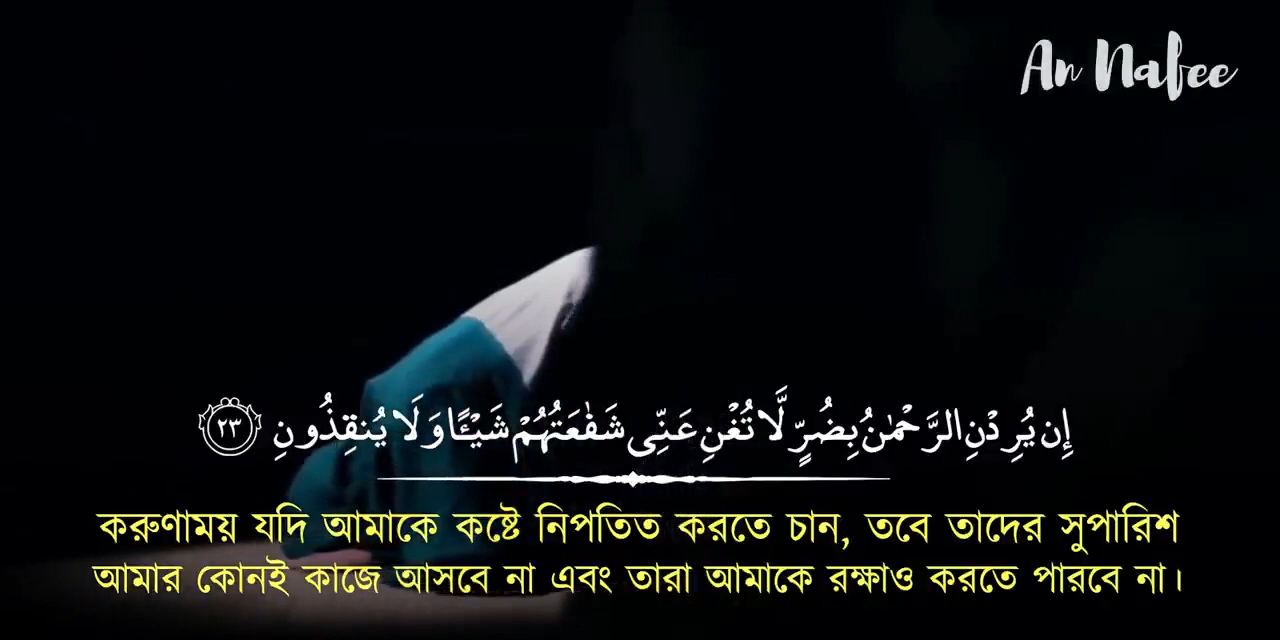 An Nafee
إِن يُرِدْنِ الرَّحْمَٰنُ بِضُرٍّ لَّا تُغْنِ عَنِّى شَفَٰعَتُهُمْ شَيْـًٔا وَلَا يُنقِذُونِ ٢٣
করুণাময় যদি আমাকে কষ্টে নিপতিত করতে চান, তবে তাদের সুপারিশ
আমার কোনই কাজে আসবে না এবং তারা আমাকে রক্ষাও করতে পারবে না।